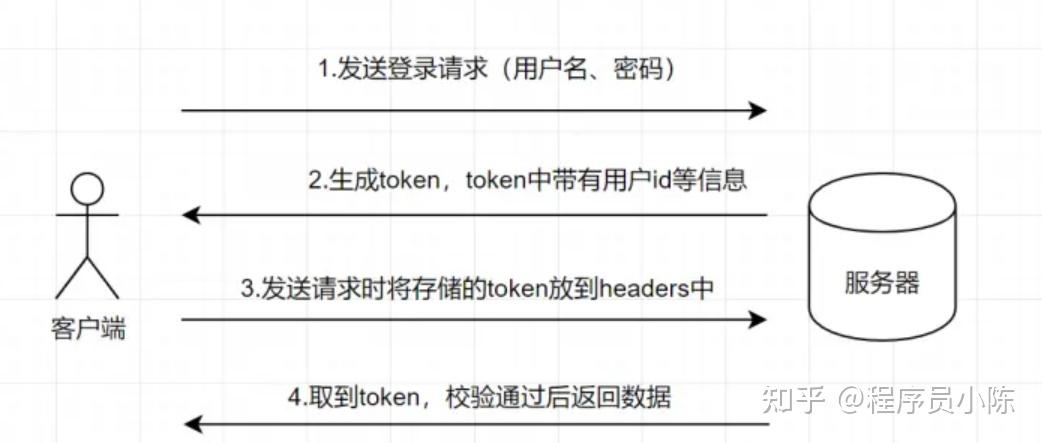 1.发送登录请求（用户名、密码）
2.生成token，token中带有用户id等信息
3.发送请求时将存储的token放到headers中
服务器
客户端
4.取到token，校验通过后返回数据
知乎 @程序员小陈